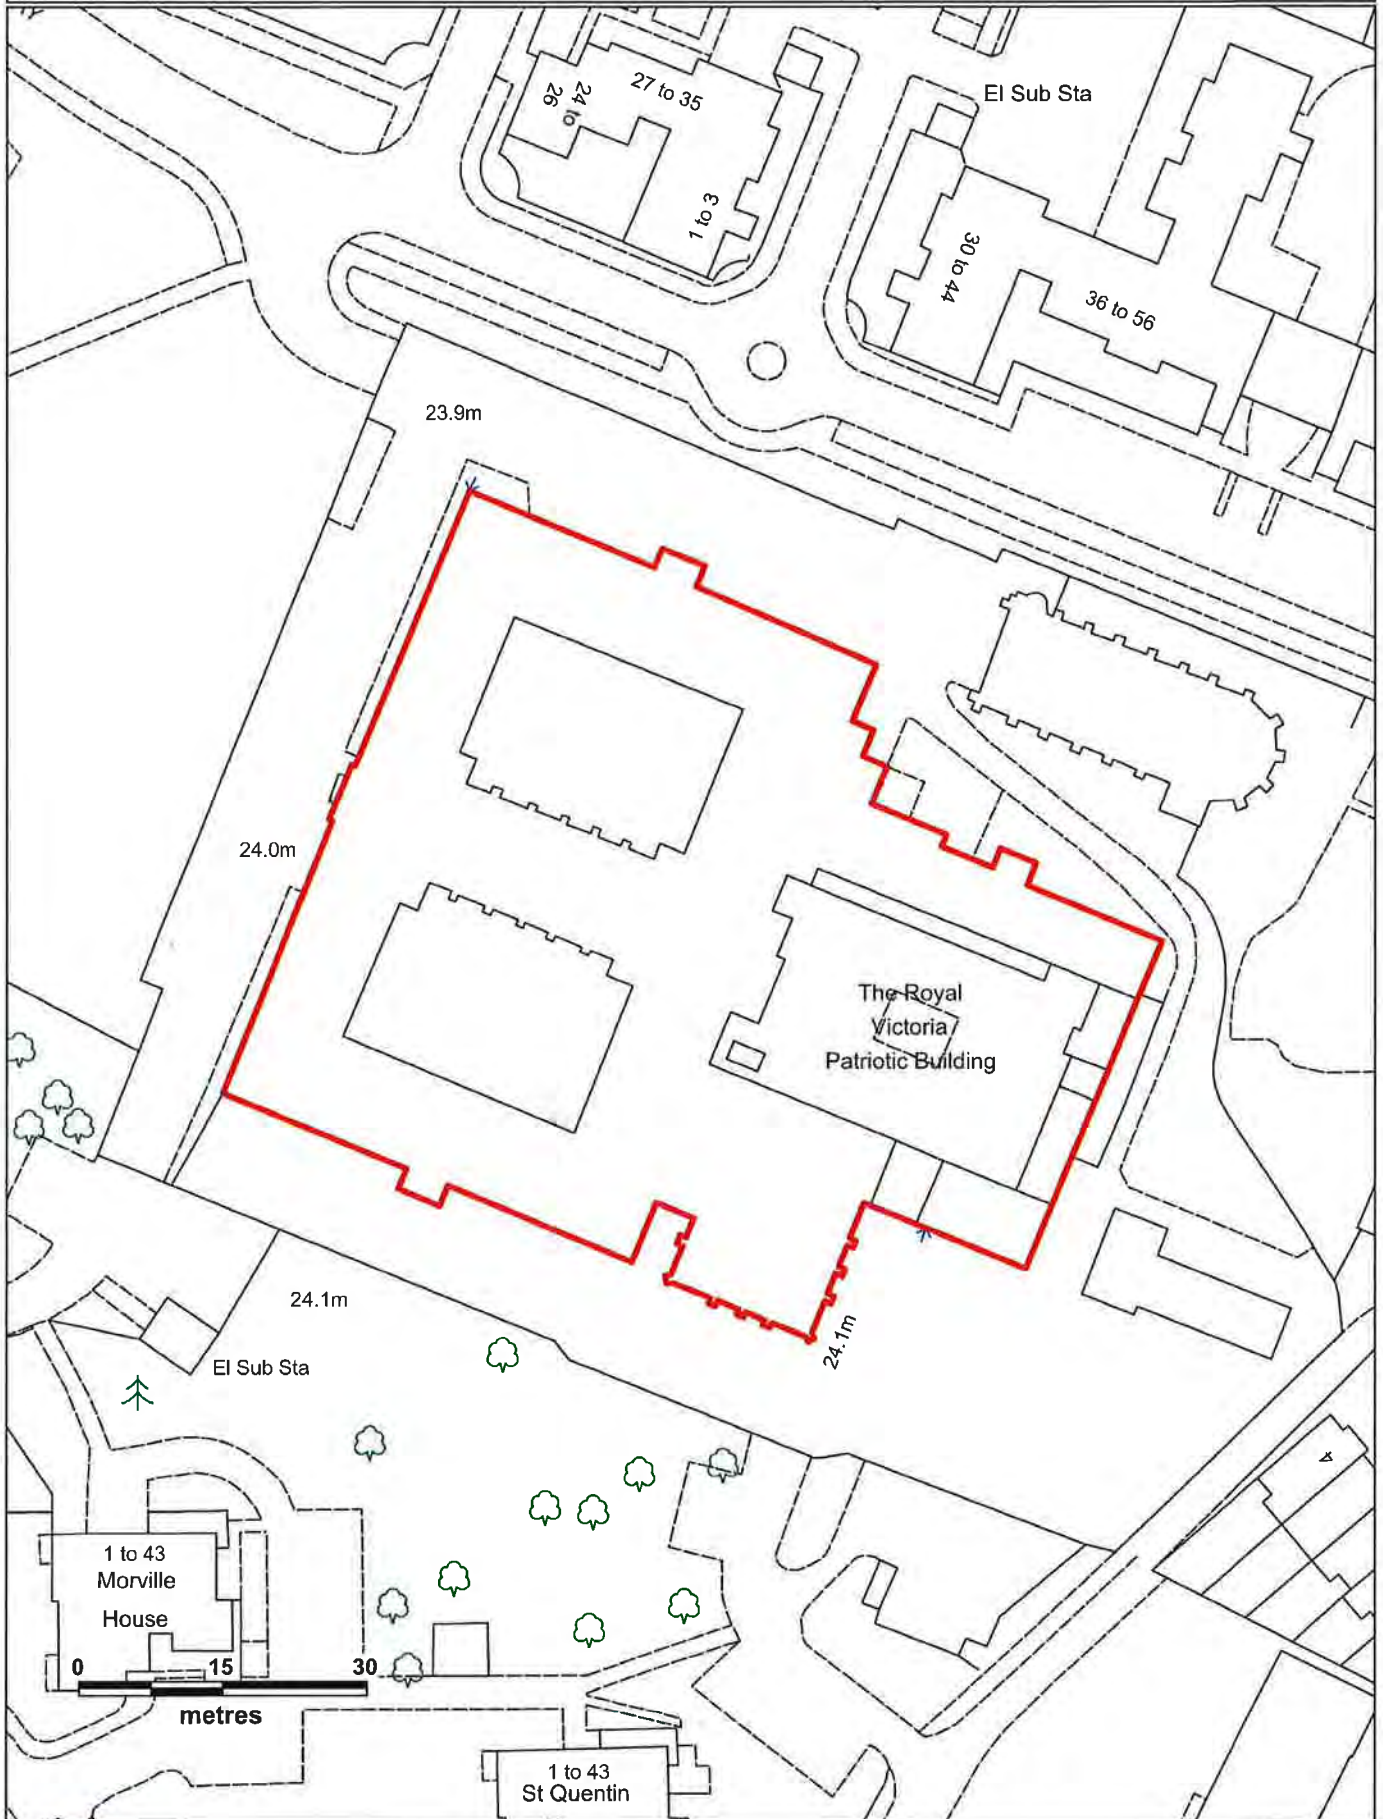 El Sub Sta
27 to 35
24 to
26
1 to 3
30 to 44
36 to 56
23.9m
24.0m
The Royal
Victoria
Patriotic Building
24.1m
24.1m
El Sub Sta
4
1 to 43
Morville
House
0 15 30
metres
1 to 43
St Quentin